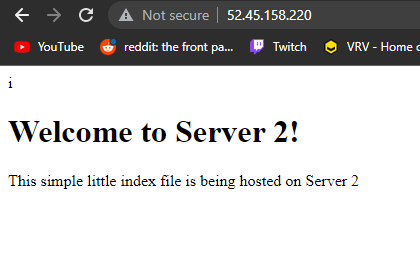 Not secure | 52.45.158.220
YouTube reddit: the front pa... Twitch VRV - Home o
i
Welcome to Server 2!
This simple little index file is being hosted on Server 2